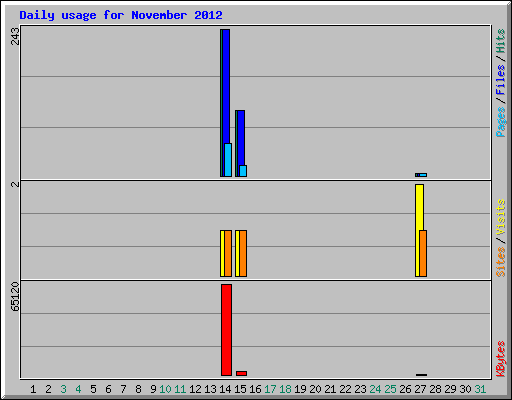 Daily usage for November 2012
243
Pages/Files/Hits
2
Sites/Visits
65120
KBytes
1 2 3 4 5 6 7 8 9 10 11 12 13 14 15 16 17 18 19 20 21 22 23 24 25 26 27 28 29 30 31